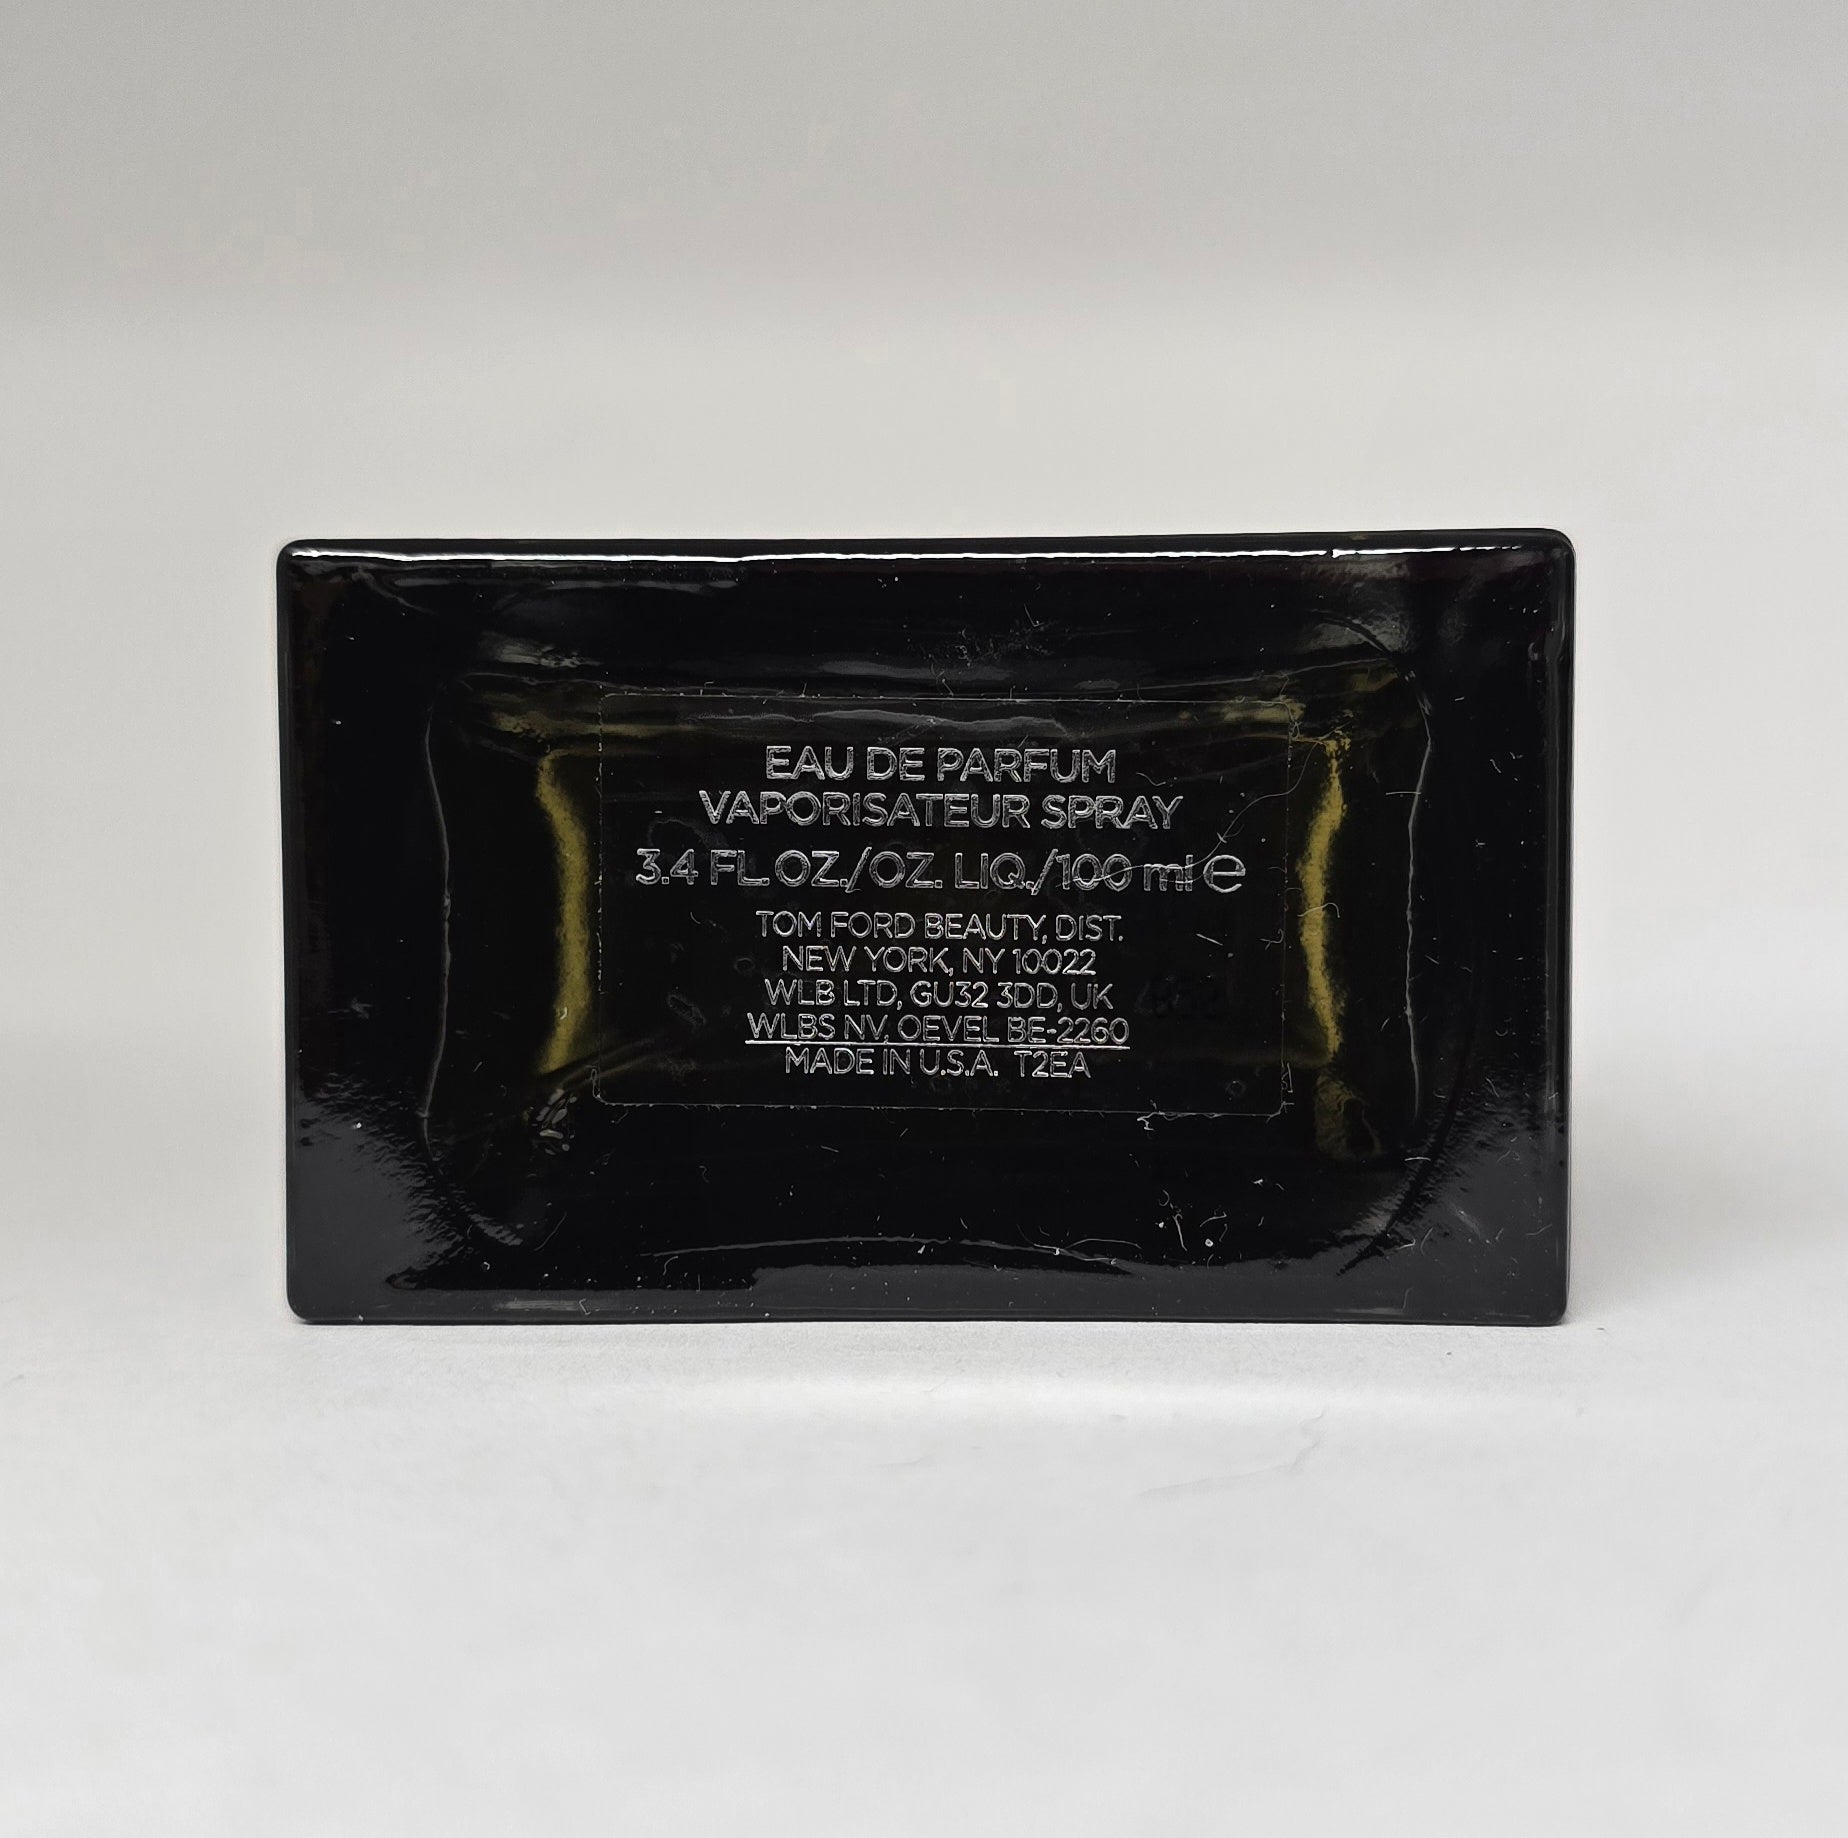 EAU DE PARFUM
VAPORISATEUR SPRAY
3.4 FL. OZ./OZ. LIQ./100 ml e
TOM FORD BEAUTY, DIST.
NEW YORK, NY 10022
WLB LTD, GU32 3DD, UK
WLBS NV, OEVEL BE-2260
MADE IN U.S.A. T2EA